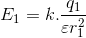 E_1 = k.\frac{q_1}{\varepsilon r_1^2}